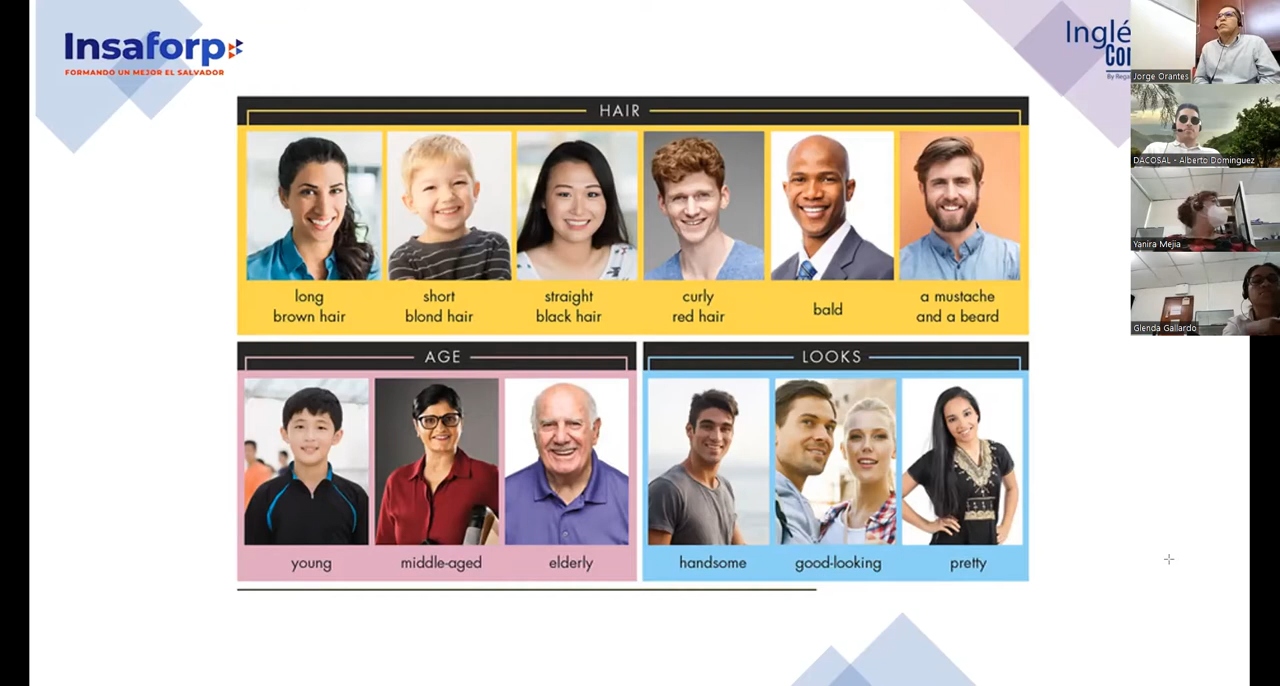 Insaforp
FORMANDO UN MEJOR EL SALVADOR
Inglé
By
HAIR
long
brown hair
short
blond hair
straight
black hair
curly
red hair
bald
a mustache
and a beard
AGE
young
middle-aged
elderly
LOOKS
handsome
good-looking
pretty
Jorge Orantes
DACOSAL - Alberto Dominguez
Yanira Mejia
Glenda Gallardo